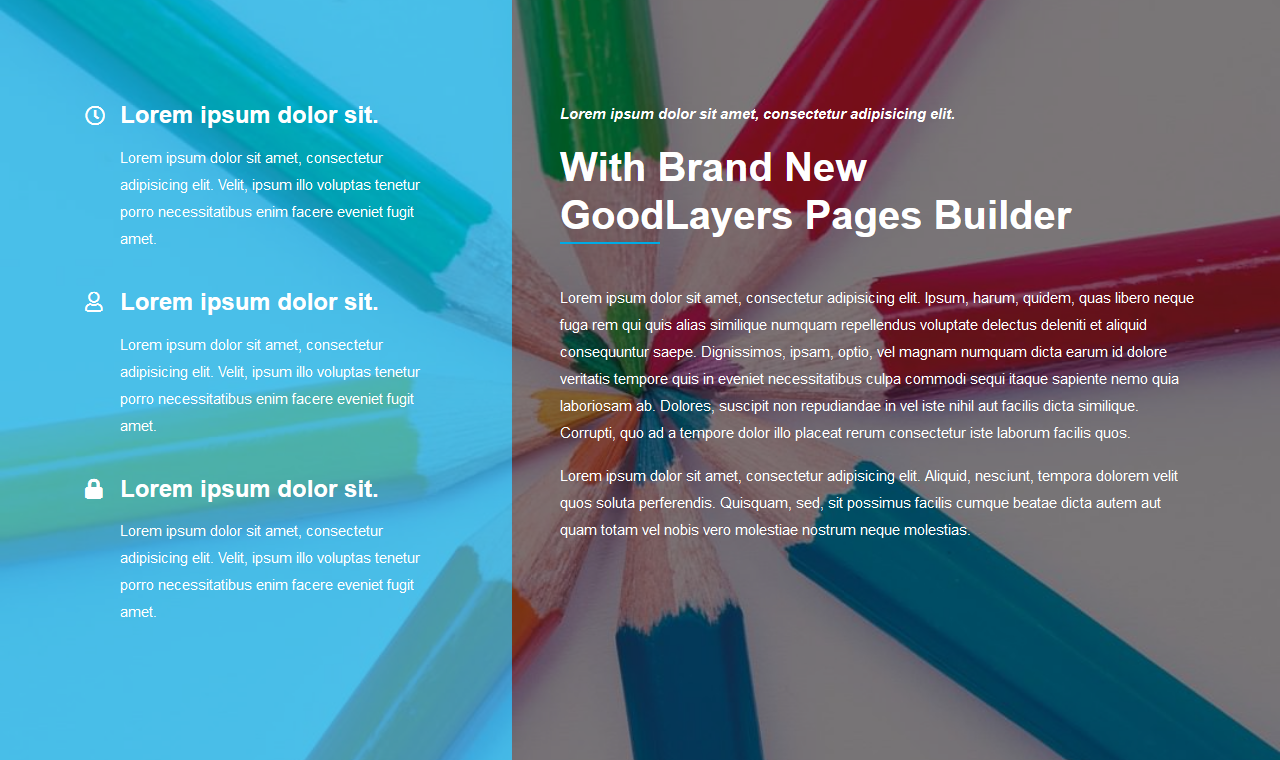 Lorem ipsum dolor sit.
Lorem ipsum dolor sit amet, consectetur
adipisicing elit. Velit, ipsum illo voluptas tenetur
porro necessitatibus enim facere eveniet fugit
amet.
Lorem ipsum dolor sit.
Lorem ipsum dolor sit amet, consectetur
adipisicing elit. Velit, ipsum illo voluptas tenetur
porro necessitatibus enim facere eveniet fugit
amet.
Lorem ipsum dolor sit.
Lorem ipsum dolor sit amet, consectetur
adipisicing elit. Velit, ipsum illo voluptas tenetur
porro necessitatibus enim facere eveniet fugit
amet.
Lorem ipsum dolor sit amet, consectetur adipisicing elit.
With Brand New
GoodLayers Pages Builder
Lorem ipsum dolor sit amet, consectetur adipisicing elit. Ipsum, harum, quidem, quas libero neque
fuga rem qui quis alias similique numquam repellendus voluptate delectus deleniti et aliquid
consequuntur saepe. Dignissimos, ipsam, optio, vel magnam numquam dicta earum id dolore
veritatis tempore quis in eveniet necessitatibus culpa commodi sequi itaque sapiente nemo quia
laboriosam ab. Dolores, suscipit non repudiandae in vel iste nihil aut facilis dicta similique.
Corrupti, quo ad a tempore dolor illo placeat rerum consectetur iste laborum facilis quos.
Lorem ipsum dolor sit amet, consectetur adipisicing elit. Aliquid, nesciunt, tempora dolorem velit
quos soluta perferendis. Quisquam, sed, sit possimus facilis cumque beatae dicta autem aut
quam totam vel nobis vero molestiae nostrum neque molestias.